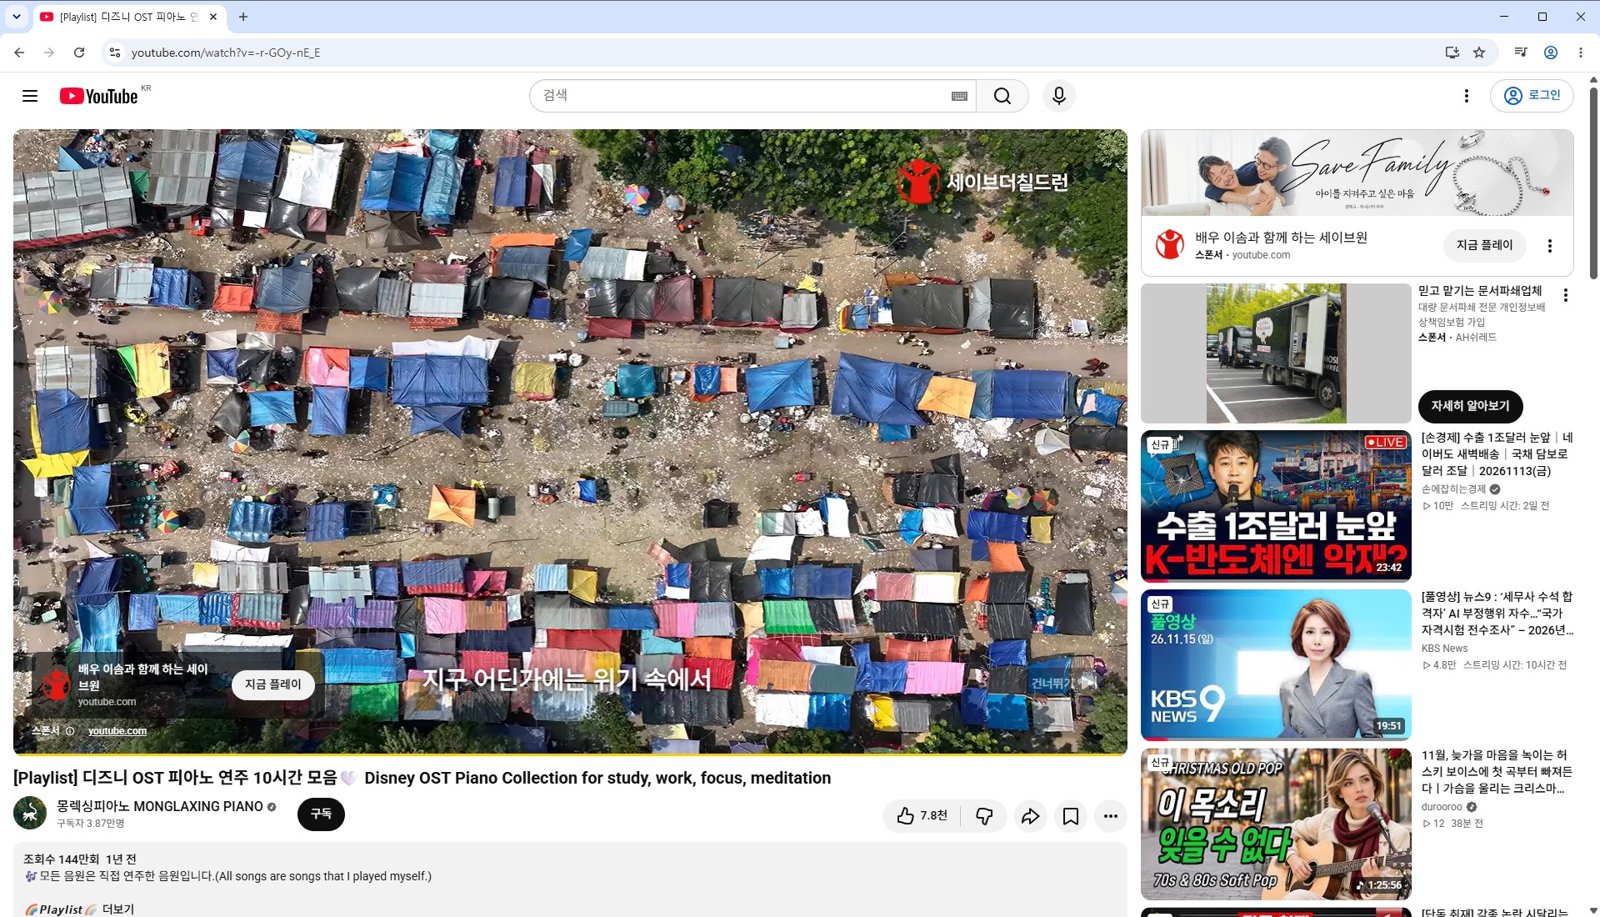 [Playlist] 디즈니 OST 피아노 연
youtube.com/watch?v=-r-GOy-nE_E
YouTube KR
검색
로그인
세이브더칠드런
지구 어딘가에는 위기 속에서
배우 이솜과 함께 하는 세이
브원
youtube.com
지금 플레이
건너뛰기
스폰서
youtube.com
[Playlist] 디즈니 OST 피아노 연주 10시간 모음🤍 Disney OST Piano Collection for study, work, focus, meditation
몽렉싱피아노 MONGLAXING PIANO
구독자 3.87만명
구독
7.8천
조회수 144만회 1년 전
🎶모든 음원은 직접 연주한 음원입니다.(All songs are songs that I played myself.)
🌈Playlist🌈 더보기
Save Family
아이를 지켜주고 싶은 마음
배우 이솜과 함께 하는 세이브원
스폰서 · youtube.com
지금 플레이
믿고 맡기는 문서파쇄업체
대량 문서파쇄 전문 개인정보배
상책임보험 가입
스폰서 · AH쉬레드
자세히 알아보기
신규
LIVE
수출 1조달러 눈앞
K-반도체엔 악재?
23:42
[손경제] 수출 1조달러 눈앞 | 네
이버도 새벽배송 | 국채 담보로
달러 조달 | 20261113(금)
손에잡히는경제
10만 스트리밍 시간: 2일 전
신규
풀영상
26.11.15(일)
KBS
NEWS 9
19:51
[풀영상] 뉴스9 : ‘세무사 수석 합
격자’ AI 부정행위 자수…“국가
자격시험 전수조사” – 2026년...
KBS News
4.8만 스트리밍 시간: 10시간 전
신규
CHRISTMAS OLD POP
이 목소리
잊을 수 없다
70s & 80s Soft Pop
1:25:56
11월, 늦가을 마음을 녹이는 허
스키 보이스에 첫 곡부터 빠져든
다 | 가슴을 울리는 크리스마...
durooroo
12 38분 전
[단독 취재] 각종 논란 시달리는